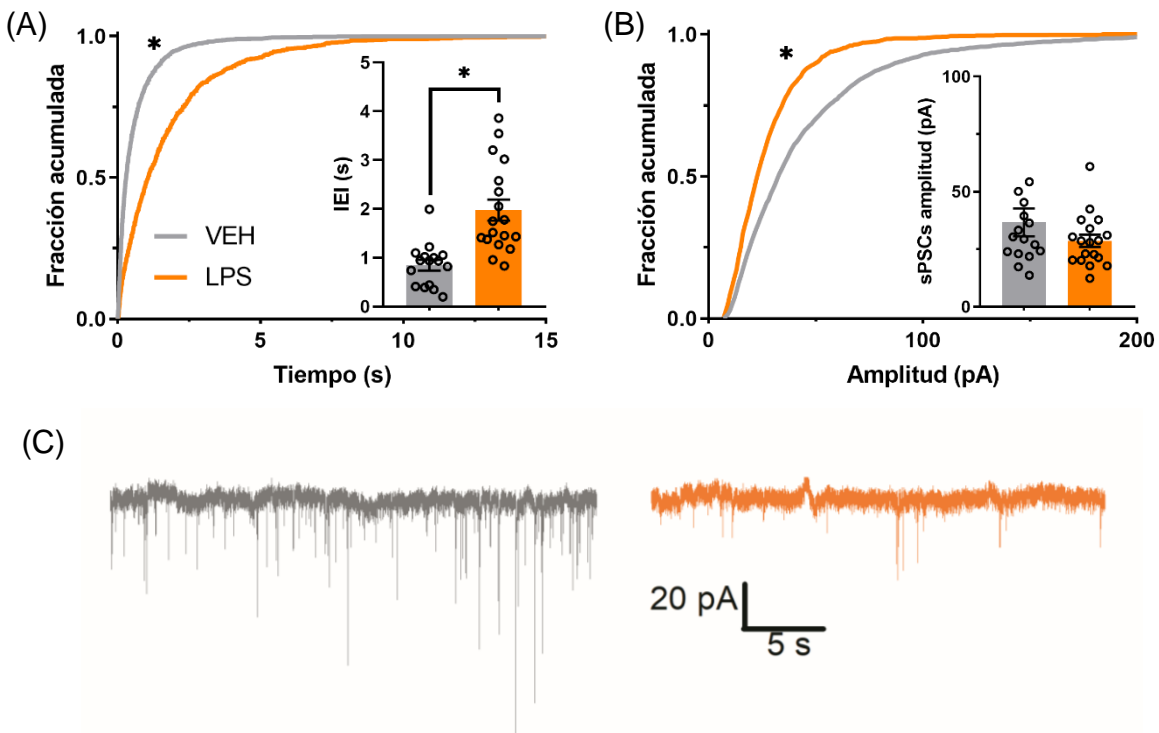 (A)
Fracción acumulada
1.0
0.5
0.0
0
5
10
15
Tiempo (s)
*
VEH
LPS
IEI (s)
5
4
3
2
1
0
*
(B)
Fracción acumulada
1.0
0.5
0.0
0
100
200
Amplitud (pA)
*
sPSCs amplitud (pA)
100
50
0
(C)
20 pA
5 s